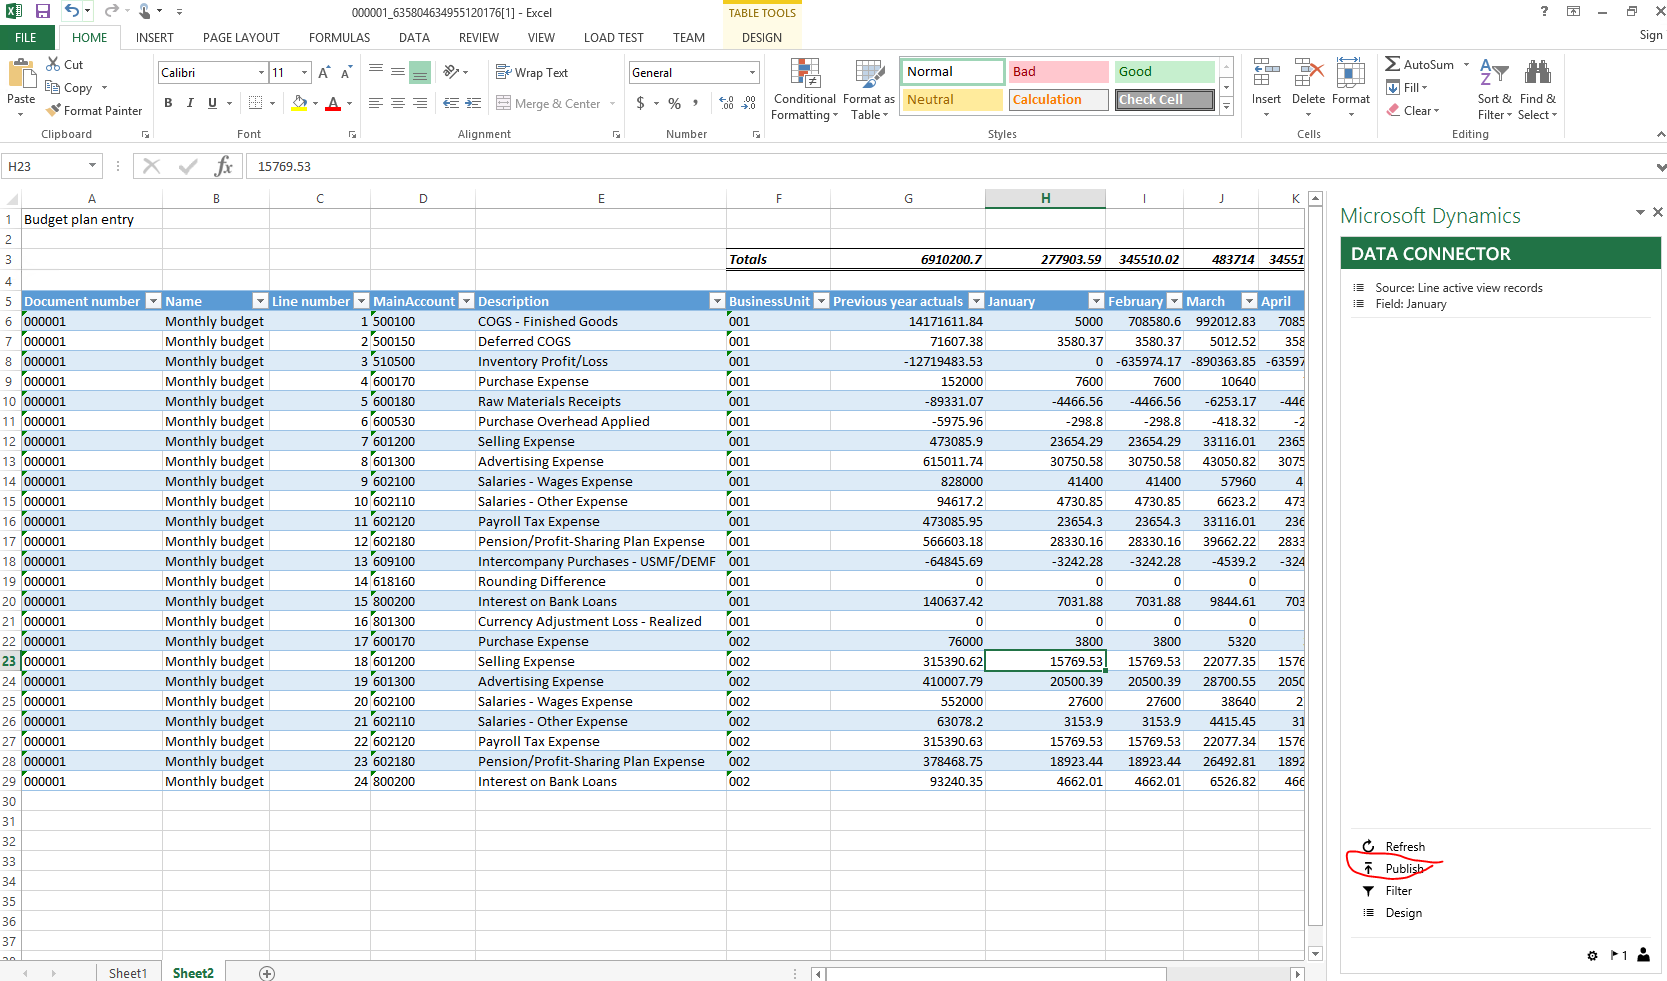 000001_635804634955120176[1] - Excel
TABLE TOOLS
?
FILE HOME INSERT PAGE LAYOUT FORMULAS DATA REVIEW VIEW LOAD TEST TEAM DESIGN Sign
Paste Cut
Copy
Format Painter
Clipboard
Calibri 11
A A
B I U A
Font
Wrap Text
Merge & Center
Alignment
General
$ % ,
Number
Conditional Formatting
Format as Table
Normal Bad Good
Neutral Calculation Check Cell
Styles
Insert Delete Format
Cells
AutoSum
Fill
Clear
Sort & Filter
Find & Select
Editing
H23 fx 15769.53
A B C D E F G H I J K
1 Budget plan entry
2
3 Totals 6910200.7 277903.59 345510.02 483714 34551
4
5 Document number Name Line number MainAccount Description BusinessUnit Previous year actuals January February March April
6 000001 Monthly budget 1 500100 COGS - Finished Goods 001 14171611.84 5000 708580.6 992012.83 7085
7 000001 Monthly budget 2 500150 Deferred COGS 001 71607.38 3580.37 3580.37 5012.52 358
8 000001 Monthly budget 3 510500 Inventory Profit/Loss 001 -12719483.53 0 -635974.17 -890363.85 -63597
9 000001 Monthly budget 4 600170 Purchase Expense 001 152000 7600 7600 10640
10 000001 Monthly budget 5 600180 Raw Materials Receipts 001 -89331.07 -4466.56 -4466.56 -6253.17 -446
11 000001 Monthly budget 6 600530 Purchase Overhead Applied 001 -5975.96 -298.8 -298.8 -418.32 -2
12 000001 Monthly budget 7 601200 Selling Expense 001 473085.9 23654.29 23654.29 33116.01 2365
13 000001 Monthly budget 8 601300 Advertising Expense 001 615011.74 30750.58 30750.58 43050.82 3075
14 000001 Monthly budget 9 602100 Salaries - Wages Expense 001 828000 41400 41400 57960 4
15 000001 Monthly budget 10 602110 Salaries - Other Expense 001 94617.2 4730.85 4730.85 6623.2 473
16 000001 Monthly budget 11 602120 Payroll Tax Expense 001 473085.95 23654.3 23654.3 33116.01 236
17 000001 Monthly budget 12 602180 Pension/Profit-Sharing Plan Expense 001 566603.18 28330.16 28330.16 39662.22 2833
18 000001 Monthly budget 13 609100 Intercompany Purchases - USMF/DEMF 001 -64845.69 -3242.28 -3242.28 -4539.2 -324
19 000001 Monthly budget 14 618160 Rounding Difference 001 0 0 0 0
20 000001 Monthly budget 15 800200 Interest on Bank Loans 001 140637.42 7031.88 7031.88 9844.61 703
21 000001 Monthly budget 16 801300 Currency Adjustment Loss - Realized 001 0 0 0 0
22 000001 Monthly budget 17 600170 Purchase Expense 002 76000 3800 3800 5320
23 000001 Monthly budget 18 601200 Selling Expense 002 315390.62 15769.53 15769.53 22077.35 1576
24 000001 Monthly budget 19 601300 Advertising Expense 002 410007.79 20500.39 20500.39 28700.55 2050
25 000001 Monthly budget 20 602100 Salaries - Wages Expense 002 552000 27600 27600 38640 2
26 000001 Monthly budget 21 602110 Salaries - Other Expense 002 63078.2 3153.9 3153.9 4415.45 31
27 000001 Monthly budget 22 602120 Payroll Tax Expense 002 315390.63 15769.53 15769.53 22077.34 1576
28 000001 Monthly budget 23 602180 Pension/Profit-Sharing Plan Expense 002 378468.75 18923.44 18923.44 26492.81 1892
29 000001 Monthly budget 24 800200 Interest on Bank Loans 002 93240.35 4662.01 4662.01 6526.82 466
30
31
32
33
34
35
36
37
Sheet1 Sheet2
Microsoft Dynamics
DATA CONNECTOR
Source: Line active view records
Field: January
Refresh
Publish
Filter
Design
1